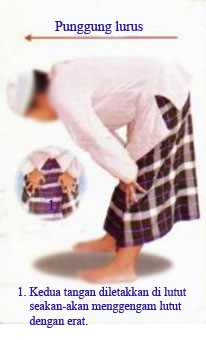 Punggung lurus
1.
1. Kedua tangan diletakkan di lutut
seakan-akan menggengam lutut
dengan erat.